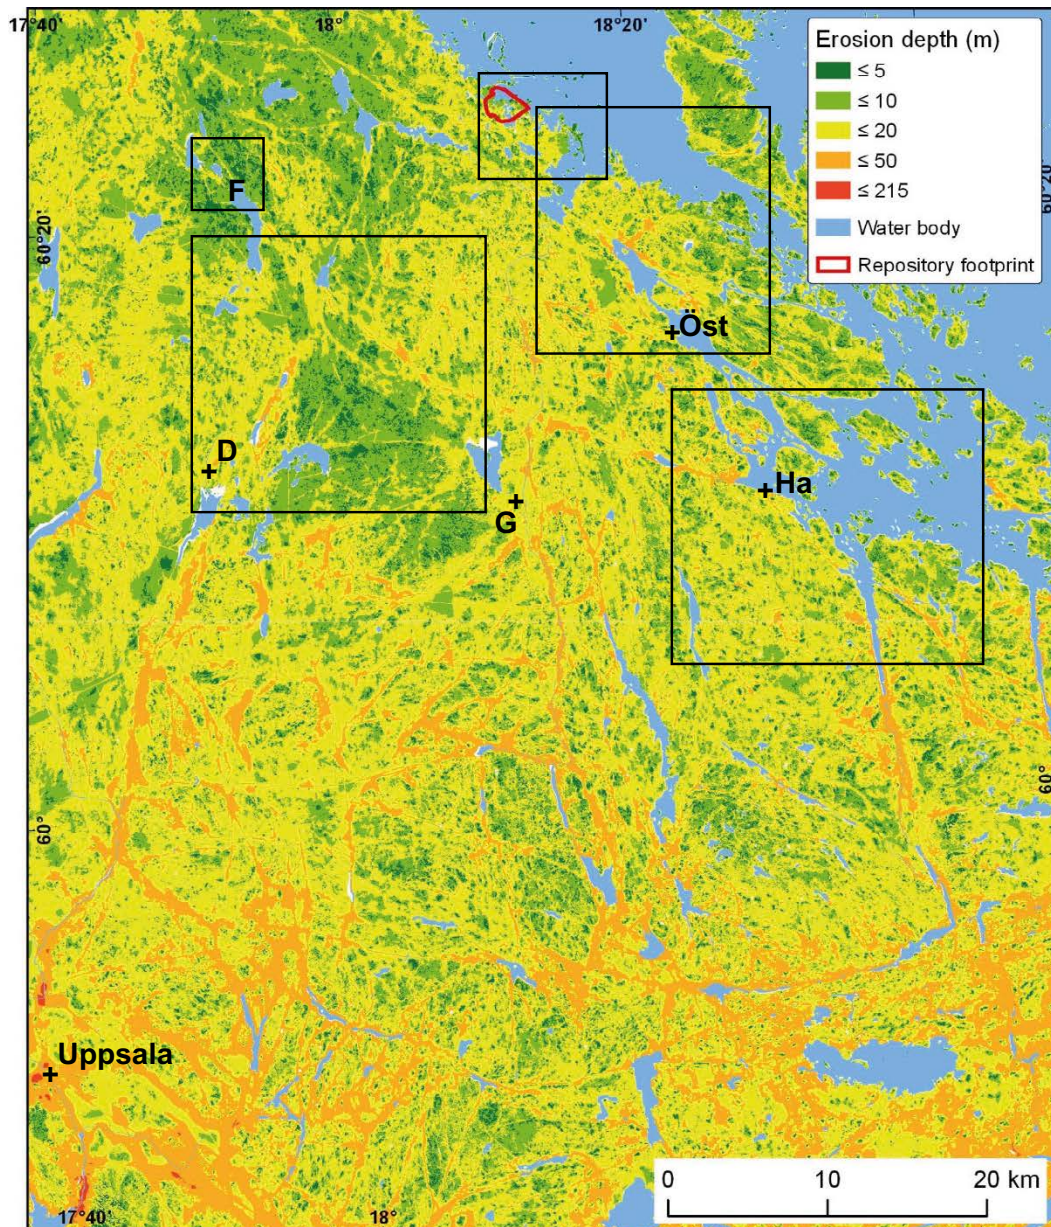 17°40'
18°
18°20'
Erosion depth (m)
≤ 5
≤ 10
≤ 20
≤ 50
≤ 215
Water body
Repository footprint
60°20'
60°20'
F
Öst
D
G
Ha
60°
60°
Uppsala
0 10 20 km
17°40'
18°